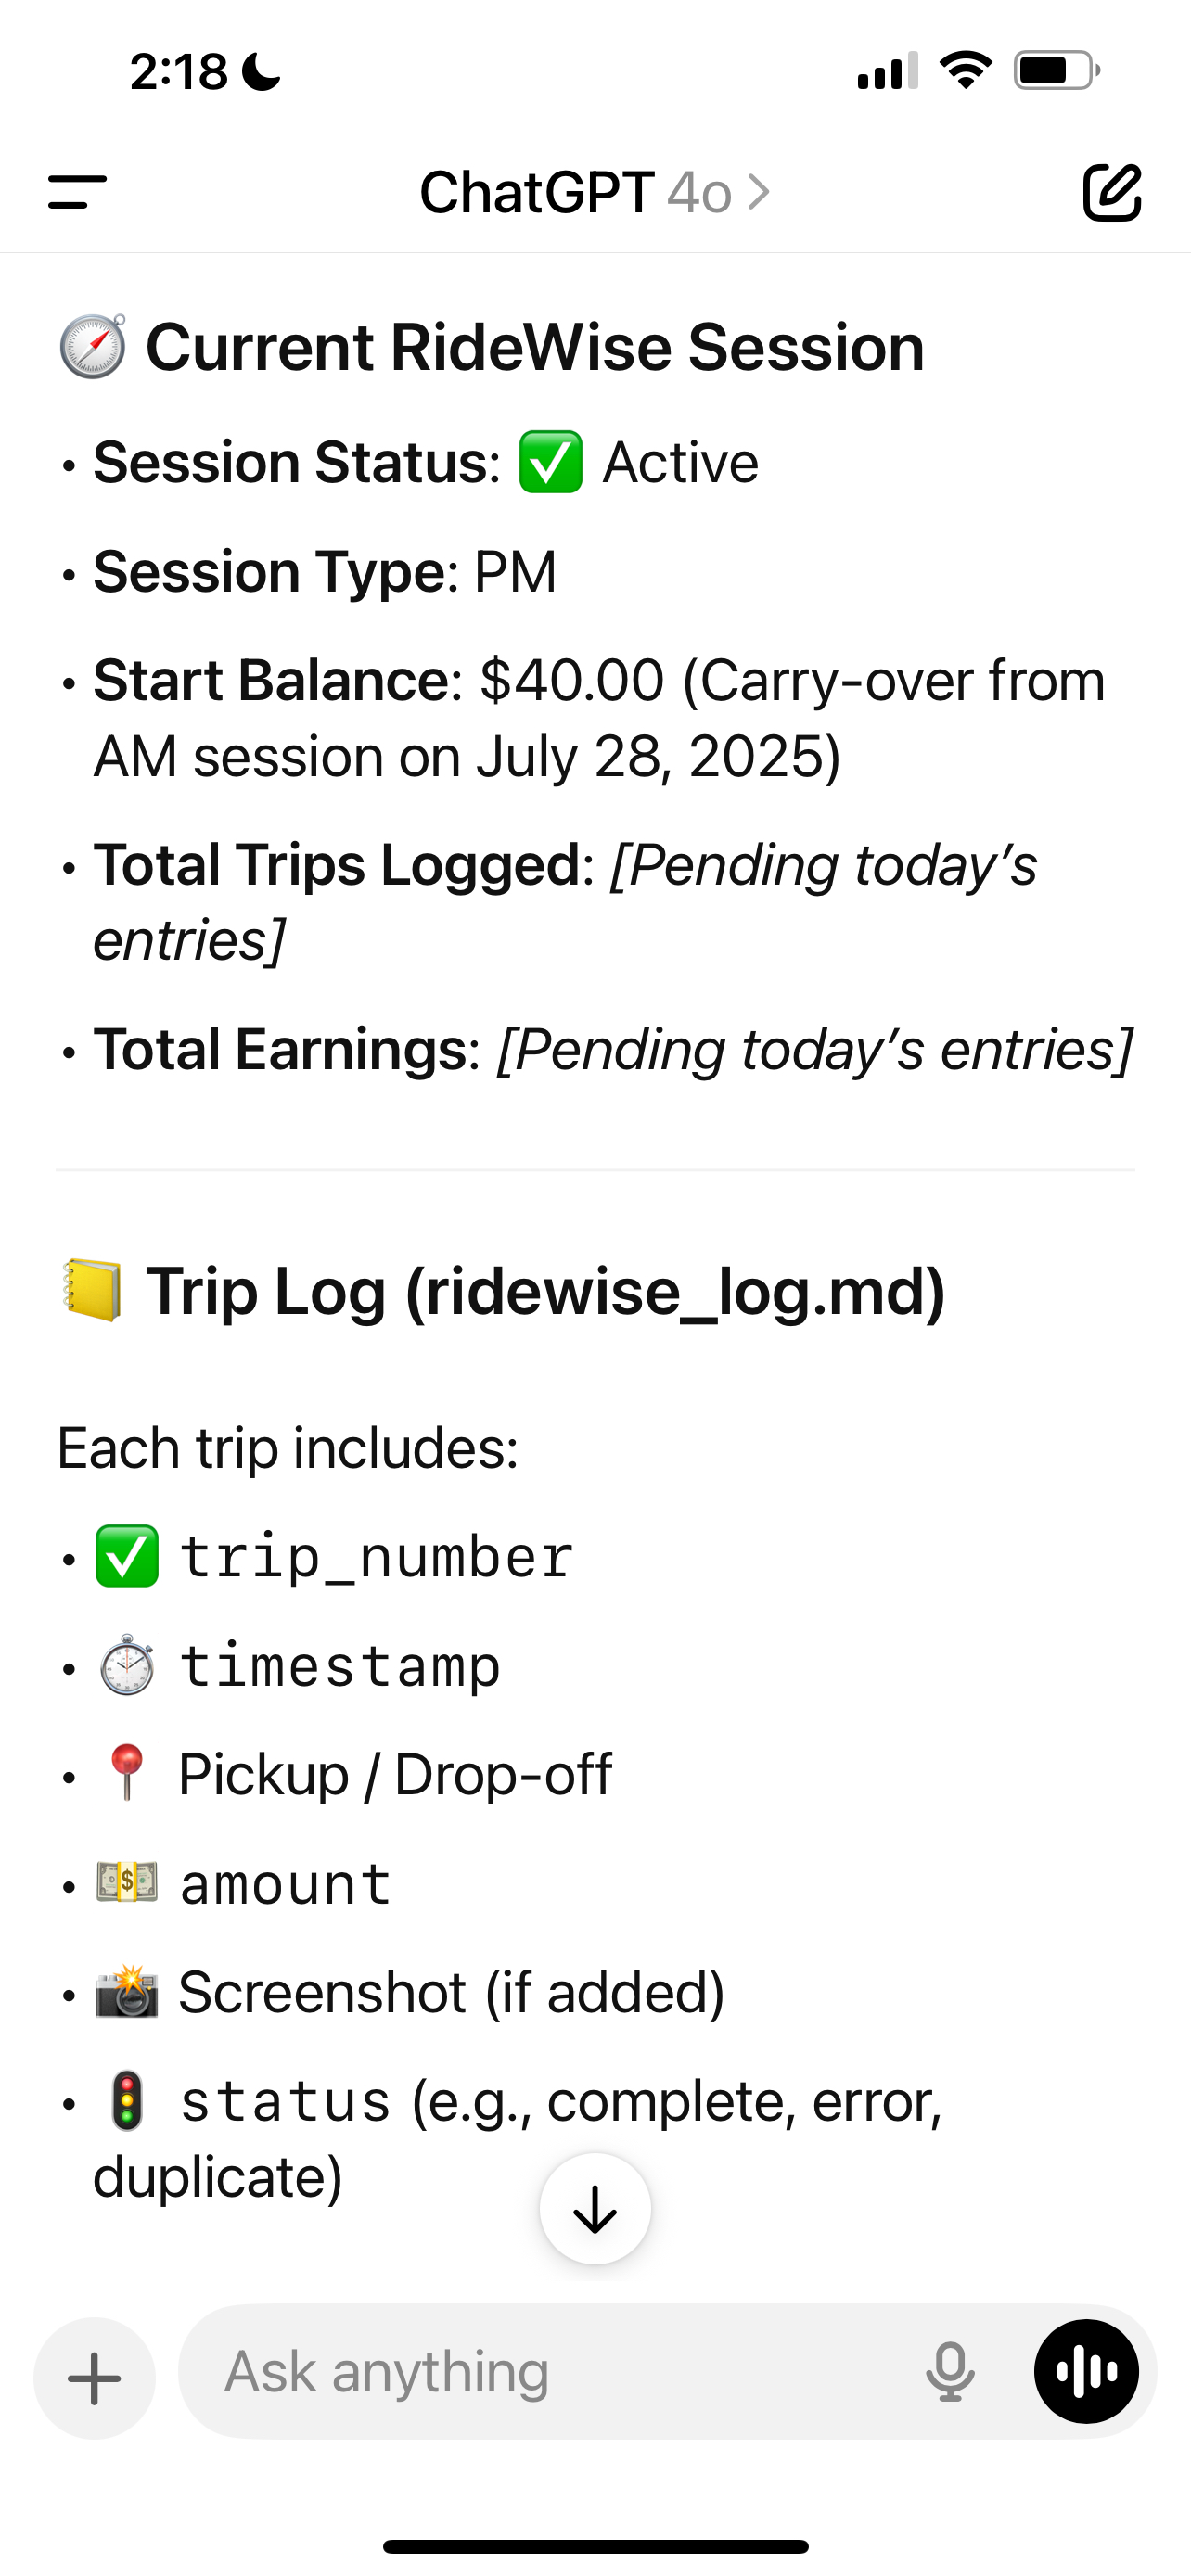 2:18
ChatGPT 4o >
🧭 Current RideWise Session
• Session Status: ✅ Active
• Session Type: PM
• Start Balance: $40.00 (Carry-over from
AM session on July 28, 2025)
• Total Trips Logged: [Pending today’s
entries]
• Total Earnings: [Pending today’s entries]
📒 Trip Log (ridewise_log.md)
Each trip includes:
• ✅ trip_number
• ⏱️ timestamp
• 📍 Pickup / Drop-off
• 💵 amount
• 📸 Screenshot (if added)
• 🚦 status (e.g., complete, error,
duplicate)
Ask anything